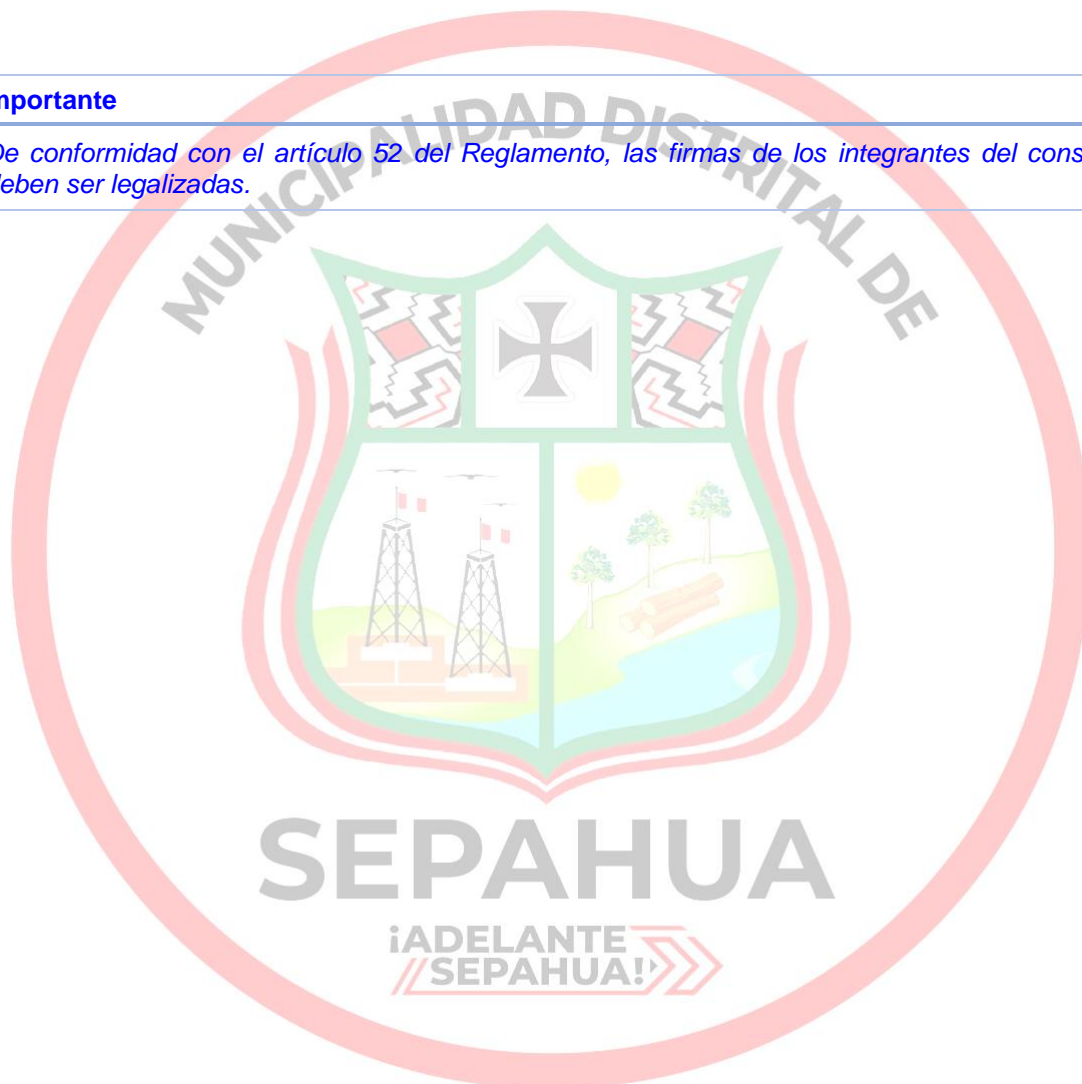 mportante
De conformidad con el artículo 52 del Reglamento, las firmas de los integrantes del cons
deben ser legalizadas.
MUNICIPALIDAD DISTRITAL DE
SEPAHUA
¡ADELANTE
SEPAHUA!